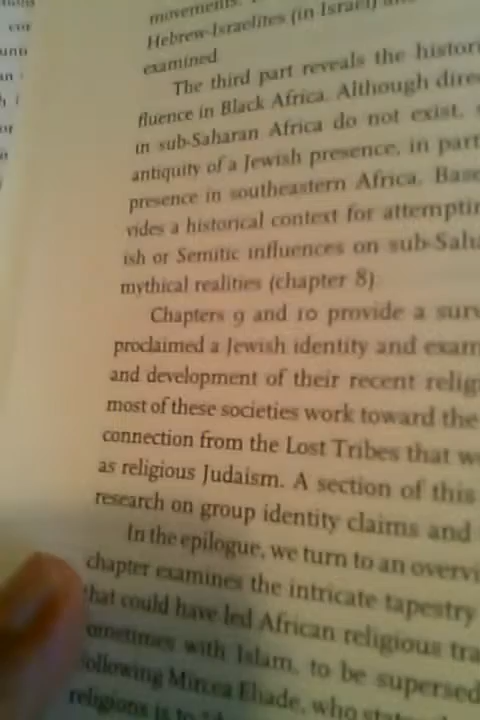 movements.
Hebrew-Israelites (in Israel) and
examined.
The third part reveals the histori
fluence in Black Africa. Although dire
in sub-Saharan Africa do not exist,
antiquity of a Jewish presence, in part
presence in southeastern Africa. Base
vides a historical context for attemptin
ish or Semitic influences on sub-Saha
mythical realities (chapter 8).
Chapters 9 and 10 provide a surv
proclaimed a Jewish identity and exam
and development of their recent relig
most of these societies work toward the
connection from the Lost Tribes that we
as religious Judaism. A section of this
research on group identity claims and
In the epilogue, we turn to an overvi
chapter examines the intricate tapestry
that could have led African religious tra
ometimes with Islam, to be supersed
following Mircea Eliade, who stat
religions is to